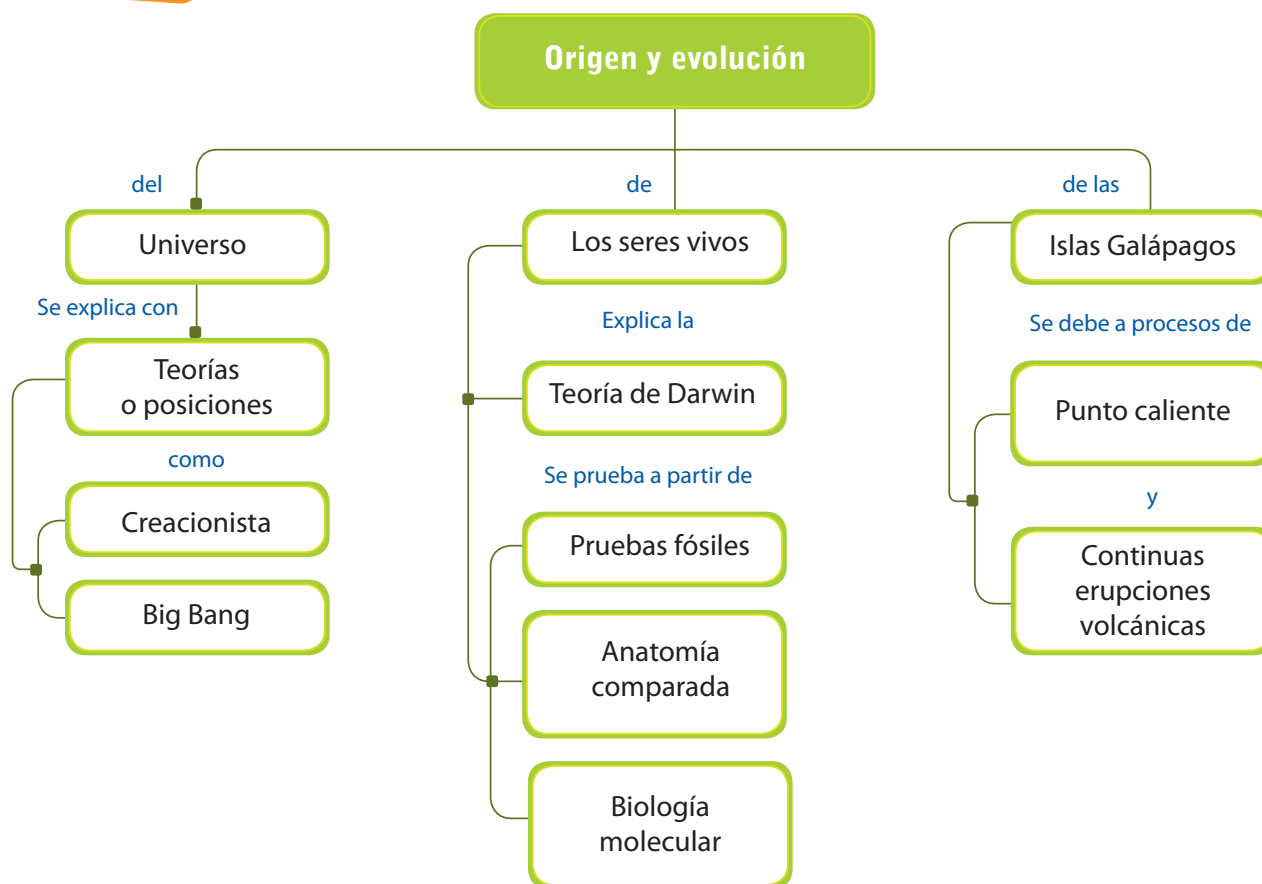 Origen y evolución
del
Universo
Se explica con
Teorías
o posiciones
como
Creacionista
Big Bang
de
Los seres vivos
Explica la
Teoría de Darwin
Se prueba a partir de
Pruebas fósiles
Anatomía
comparada
Biología
molecular
de las
Islas Galápagos
Se debe a procesos de
Punto caliente
y
Continuas
erupciones
volcánicas